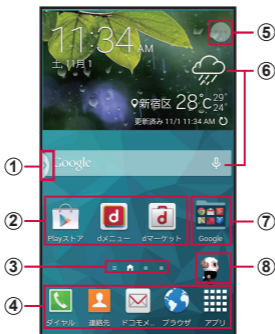 11:34 AM
土, 11月1
⑤
新宿区 28℃ 29° 24°
⑥
更新済み 11/1 11:34 AM
①
Google
②
Playストア dメニュー dマーケット Google
⑦
③
⑧
④
ダイヤル 連絡先 ドコモメ... ブラウザ アプリ